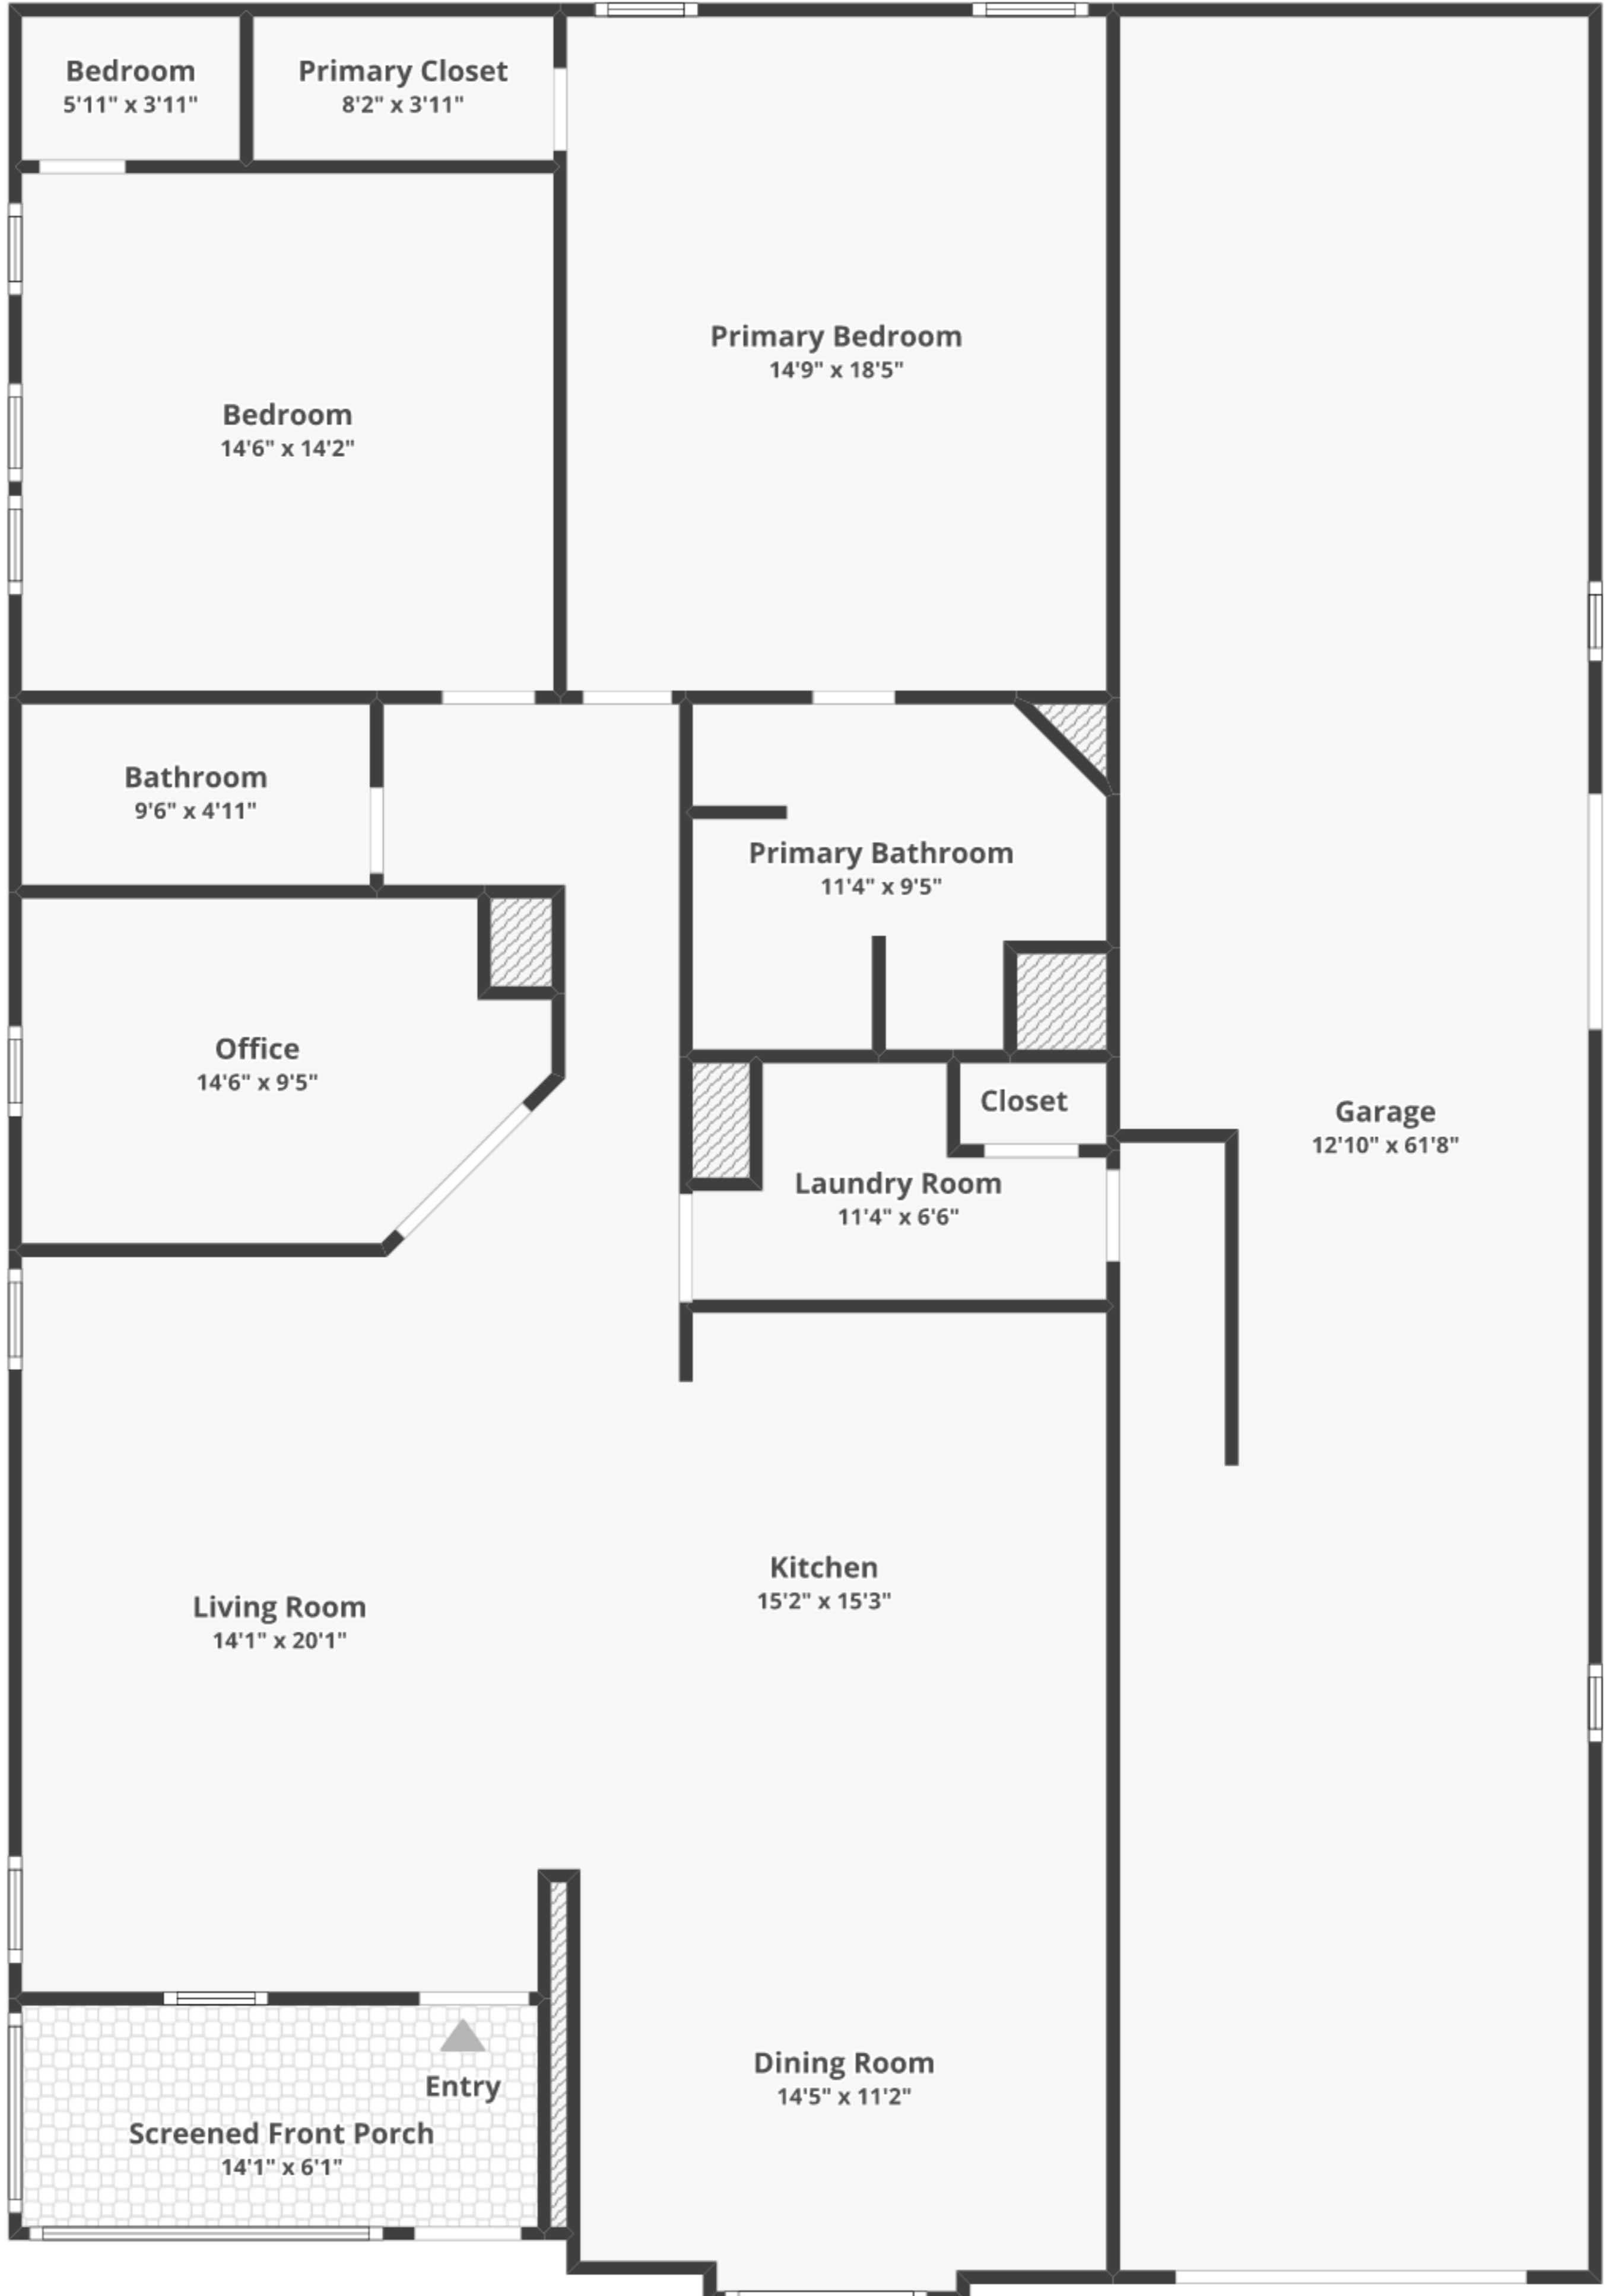 Bedroom
5'11" x 3'11"
Primary Closet
8'2" x 3'11"
Primary Bedroom
14'9" x 18'5"
Bedroom
14'6" x 14'2"
Bathroom
9'6" x 4'11"
Primary Bathroom
11'4" x 9'5"
Office
14'6" x 9'5"
Closet
Garage
12'10" x 61'8"
Laundry Room
11'4" x 6'6"
Kitchen
15'2" x 15'3"
Living Room
14'1" x 20'1"
Dining Room
14'5" x 11'2"
Entry
Screened Front Porch
14'1" x 6'1"